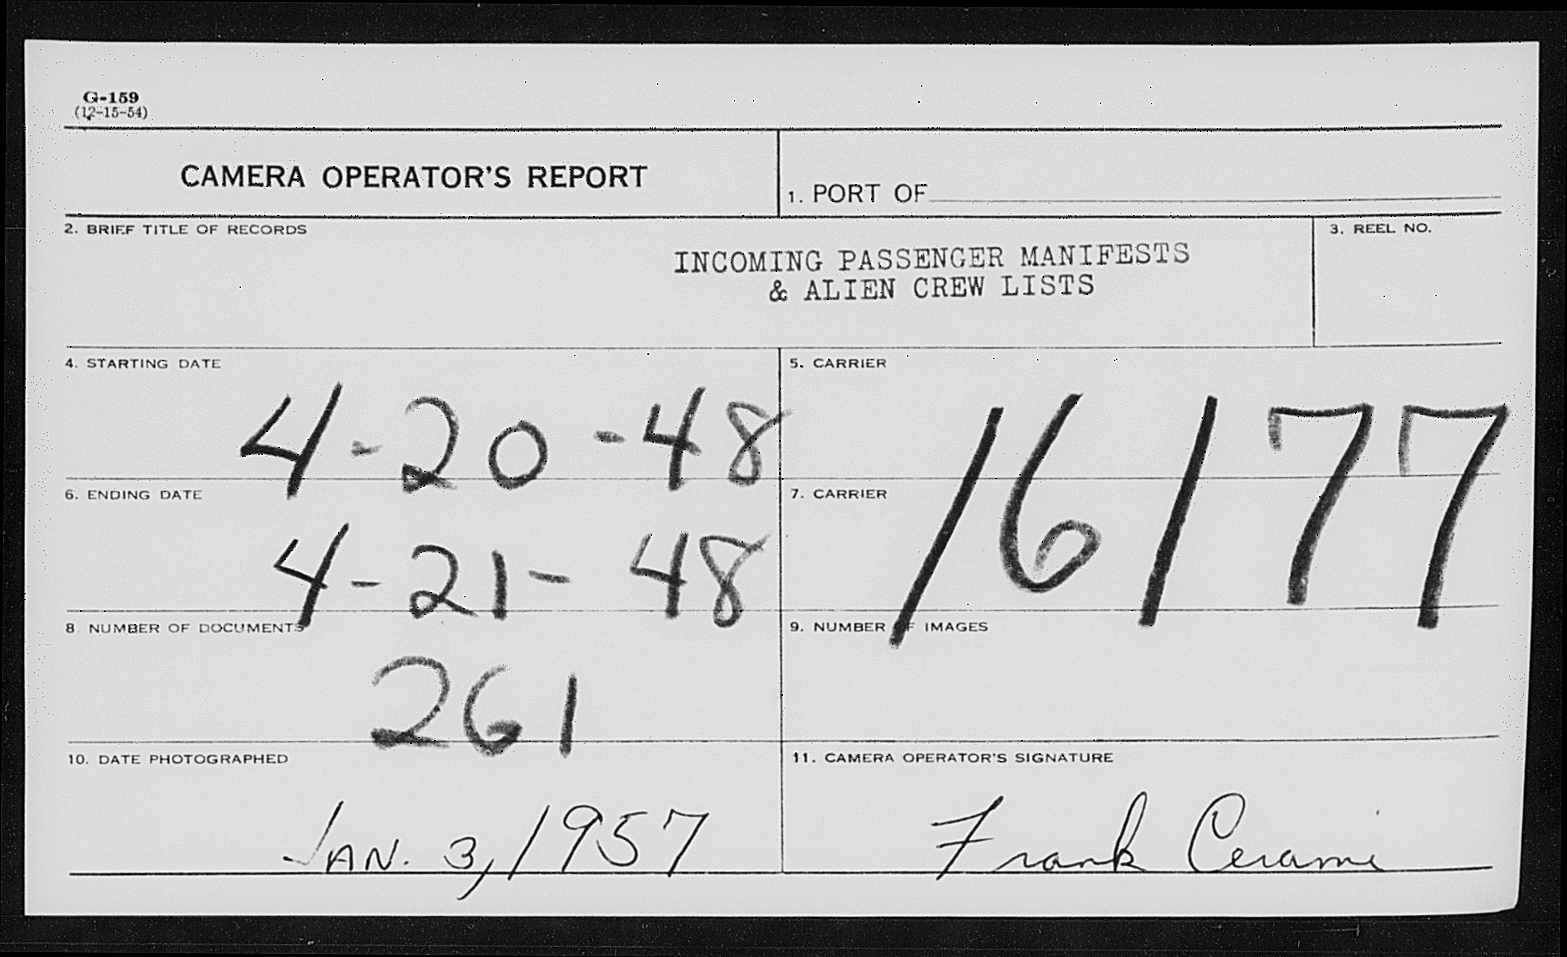 G-159
(12-15-54)
CAMERA OPERATOR'S REPORT
1. PORT OF
2. BRIEF TITLE OF RECORDS
INCOMING PASSENGER MANIFESTS
& ALIEN CREW LISTS
3. REEL NO.
4. STARTING DATE
4-20-48
5. CARRIER
16177
6. ENDING DATE
4-21-48
7. CARRIER
8 NUMBER OF DOCUMENTS
261
9. NUMBER OF IMAGES
10. DATE PHOTOGRAPHED
JAN. 3, 1957
11. CAMERA OPERATOR'S SIGNATURE
Frank Cerami